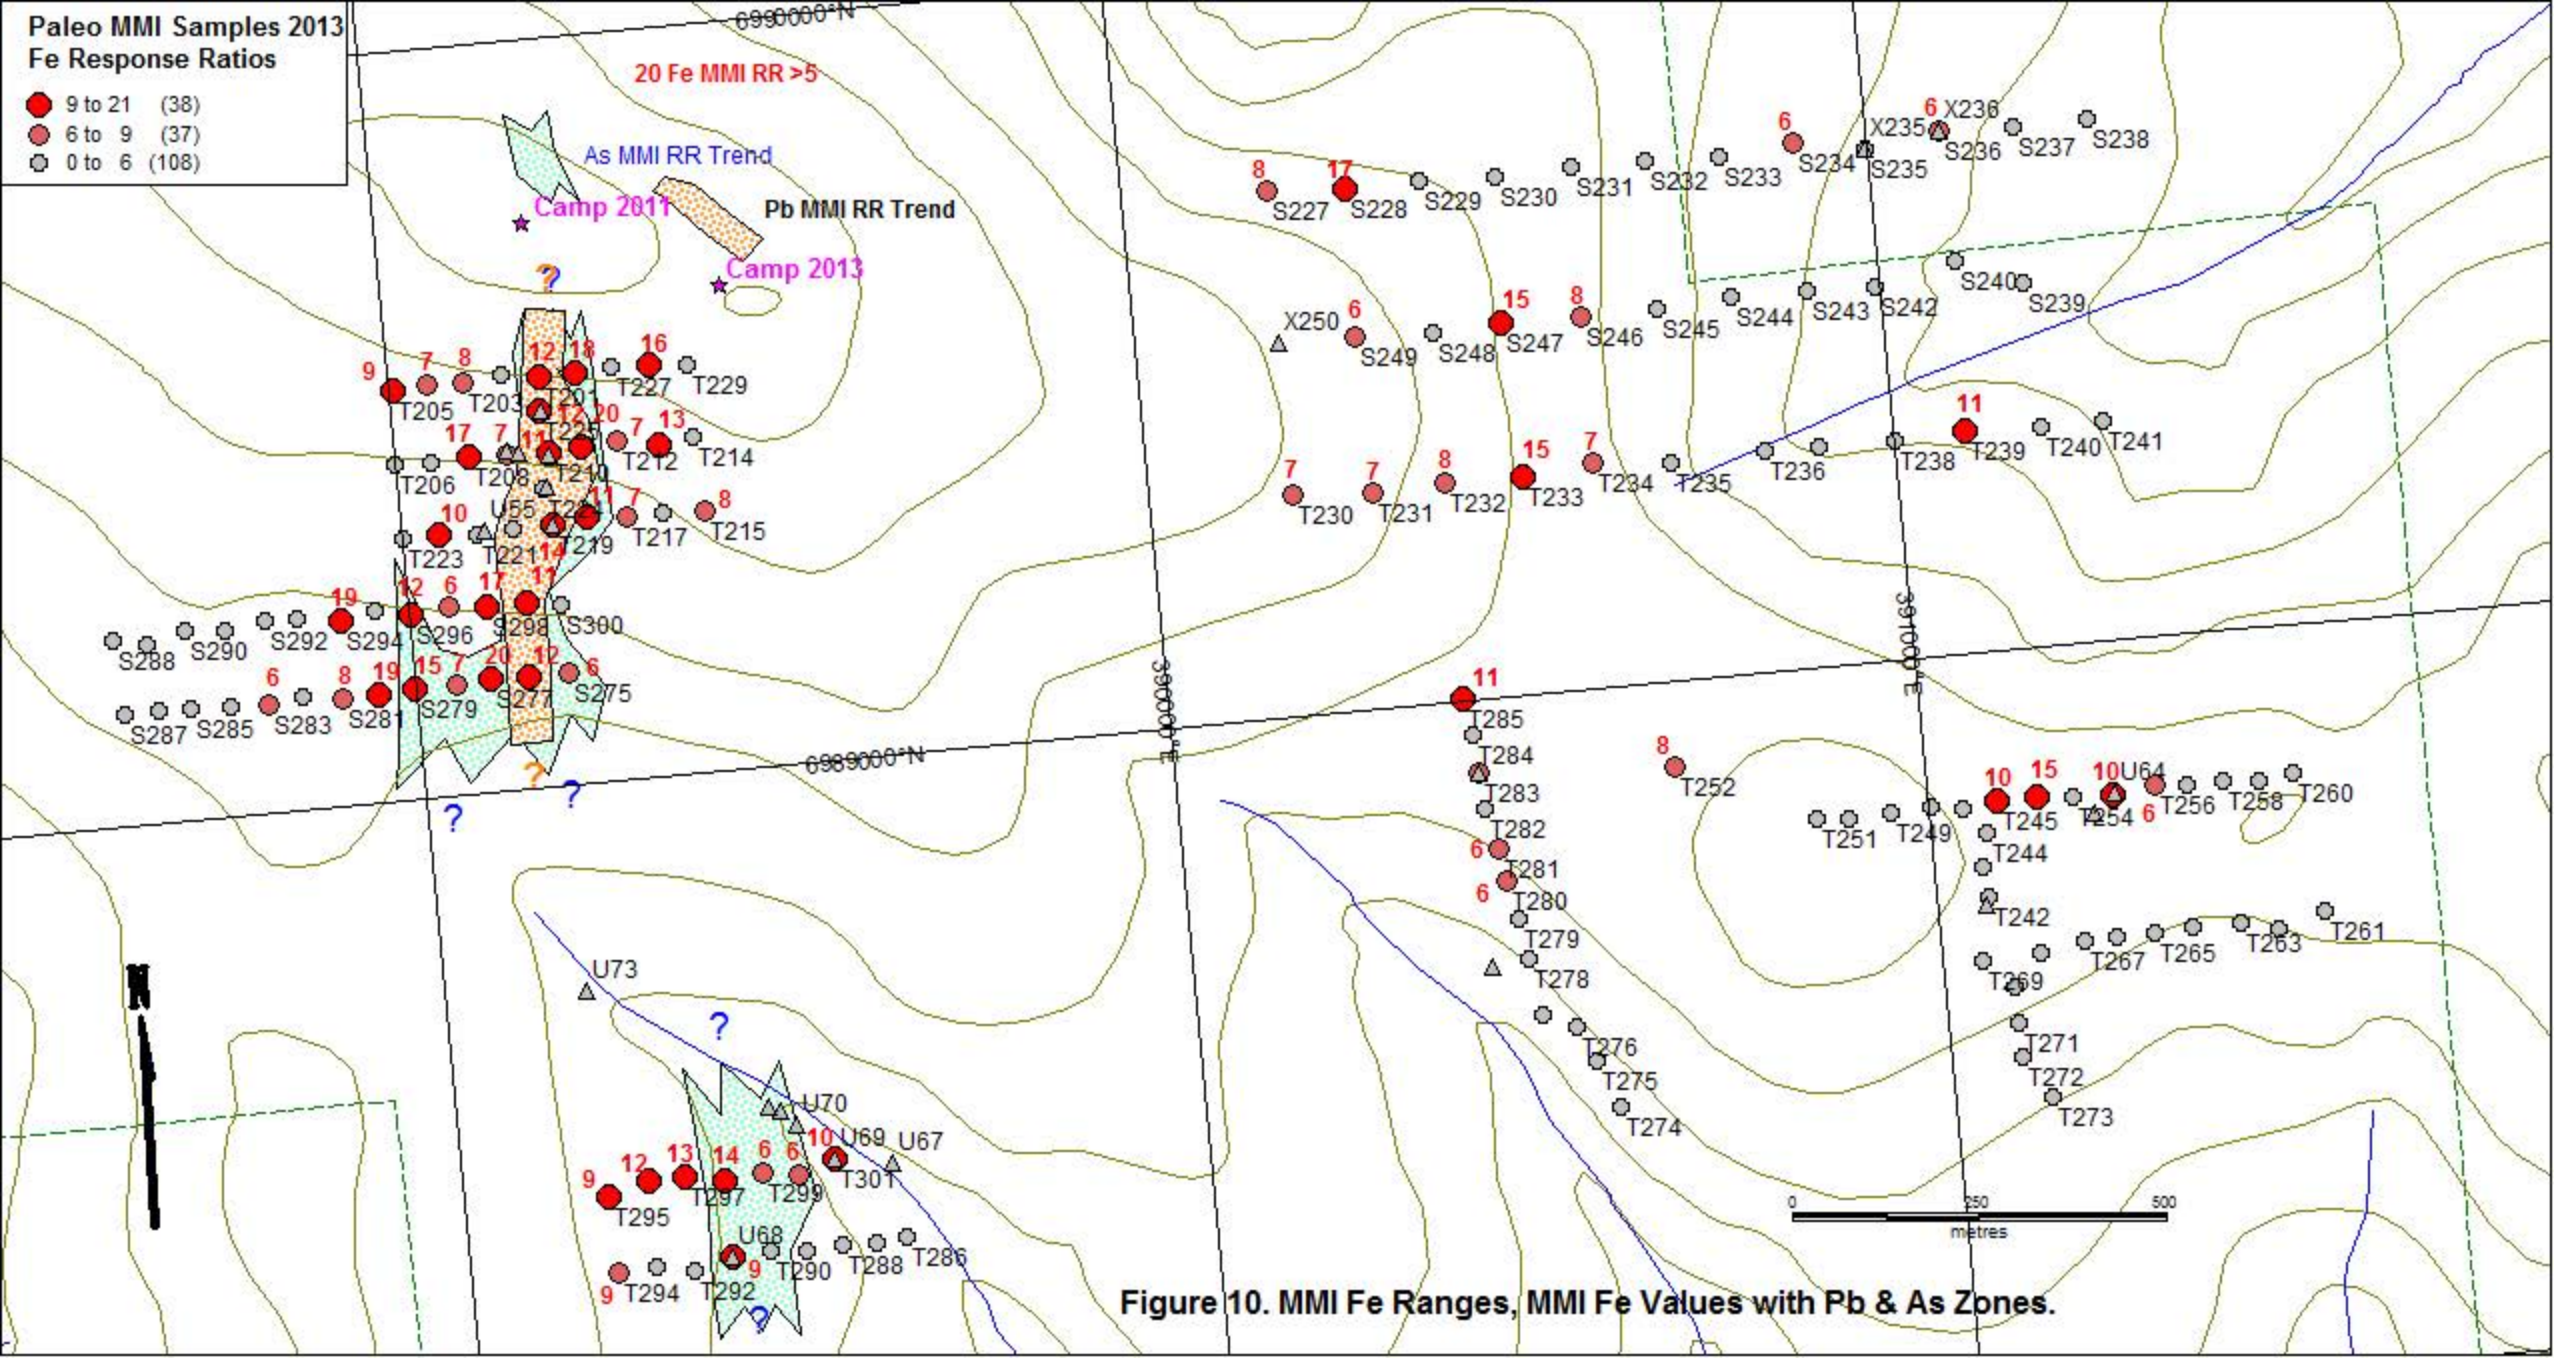 Paleo MMI Samples 2013
Fe Response Ratios
9 to 21 (38)
6 to 9 (37)
0 to 6 (108)
6990000°N
20 Fe MMI RR >5
As MMI RR Trend
Pb MMI RR Trend
Camp 2011
Camp 2013
?
?
6 X236
6 X235
S227 S228 S229 S230 S231 S232 S233 S234 S235 S236 S237 S238
8 17
X250 6 15 8
S249 S248 S247 S246 S245 S244 S243 S242 S240 S239
9 7 8 12 18 16
T205 T203 T201 T227 T229
12 20
T225
17 7 11 7 13
T206 T208 T210 T212 T214
7 7 8 15 7 11
T230 T231 T232 T233 T234 T235 T236 T238 T239 T240 T241
10 U55 11 7 8
T224
T223 T221 T219 T217 T215
14
19 12 6 17 11
S288 S290 S292 S294 S296 S298 S300
6 8 19 15 7 20 12 6
S287 S285 S283 S281 S279 S277 S275
?
? ?
6989000°N
390000°E
391000°E
11
T285
T284
T283
T282
6
T281
6
T280
T279
T278
T276
T275
T274
8
T252
10 15 10 U64
T251 T249 T245 T254 6 T256 T258 T260
T244
T242
T269 T267 T265 T263 T261
T271
T272
T273
N
U73
?
U70
9 12 13 14 6 6 10 U69 U67
T295 T297 T299 T301
U68
9 9
T294 T292 T290 T288 T286
?
0 250 500
metres
Figure 10. MMI Fe Ranges, MMI Fe Values with Pb & As Zones.